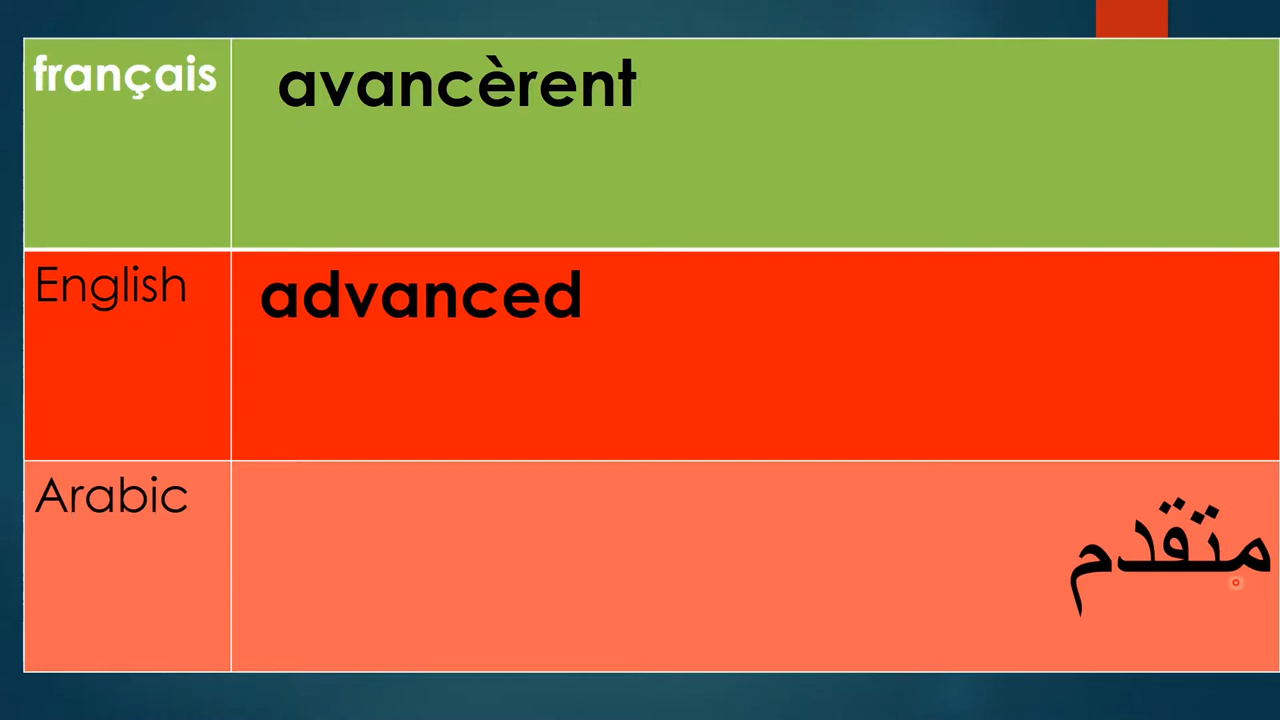 français
avancèrent
English
advanced
Arabic
متقدم